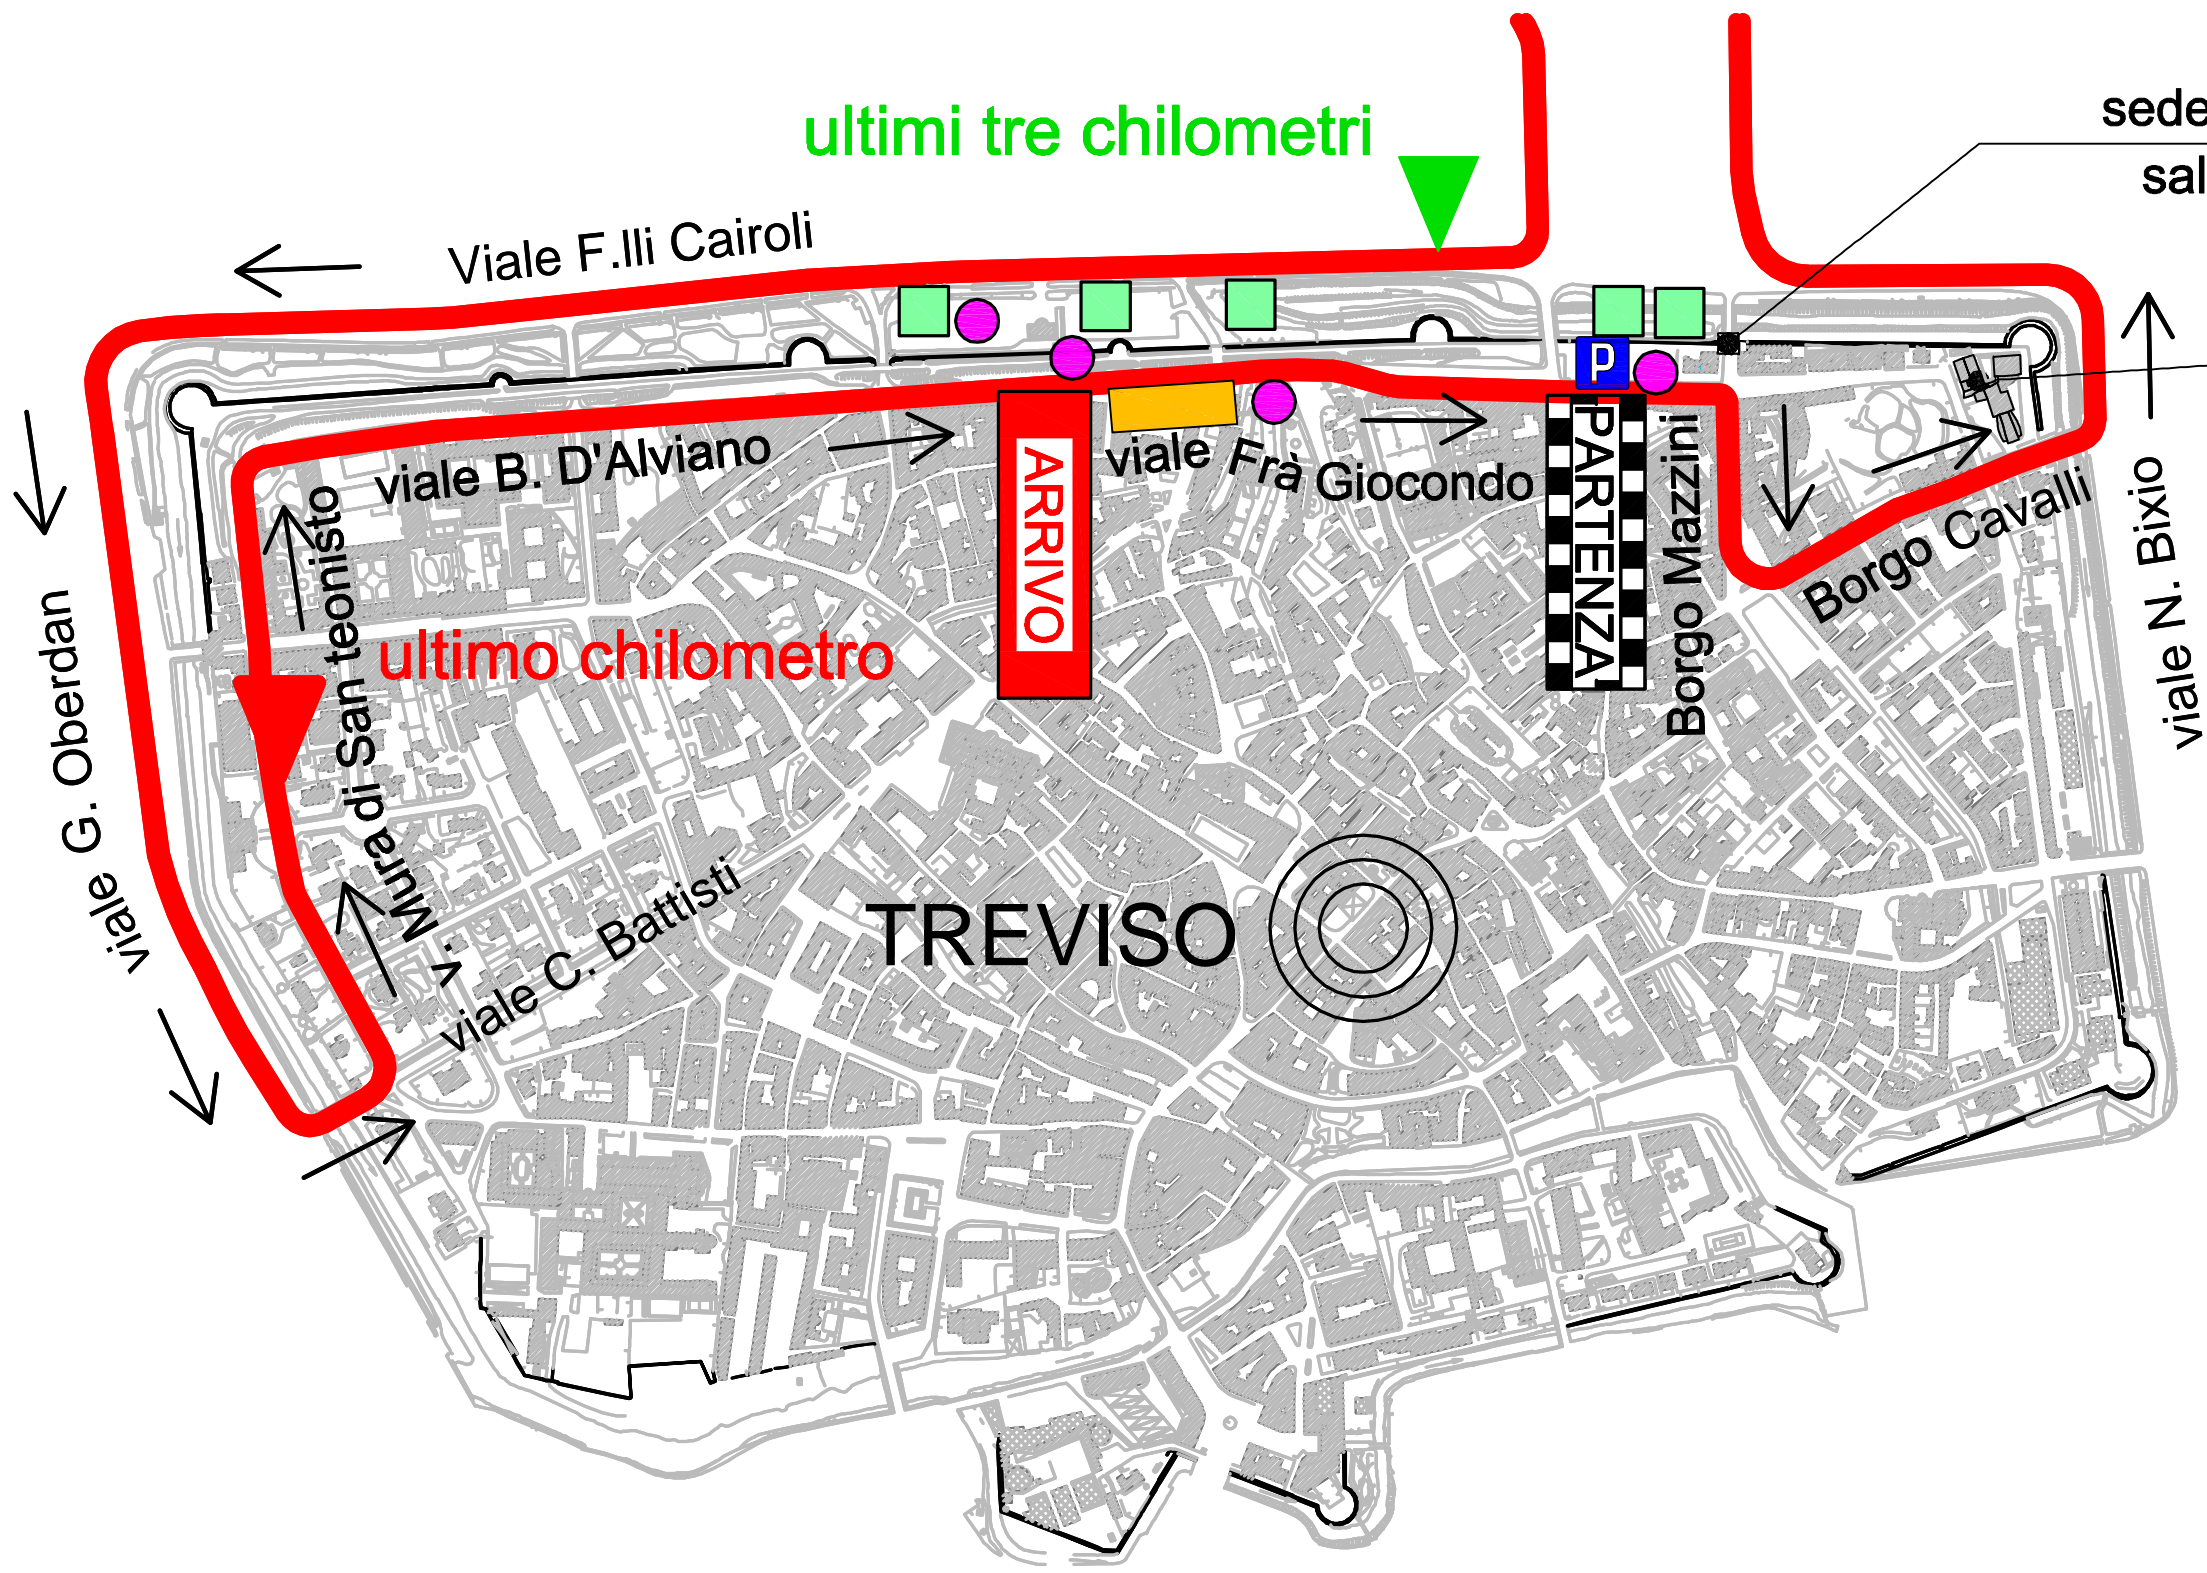 sede
ultimi tre chilometri
sal
Viale F.lli Cairoli
P
viale B. D'Alviano
viale Frà Giocondo
ARRIVO
PARTENZA
Borgo Mazzini
Borgo Cavalli
viale N. Bixio
v. Mura di San teonisto
ultimo chilometro
viale G. Oberdan
viale C. Battisti
TREVISO